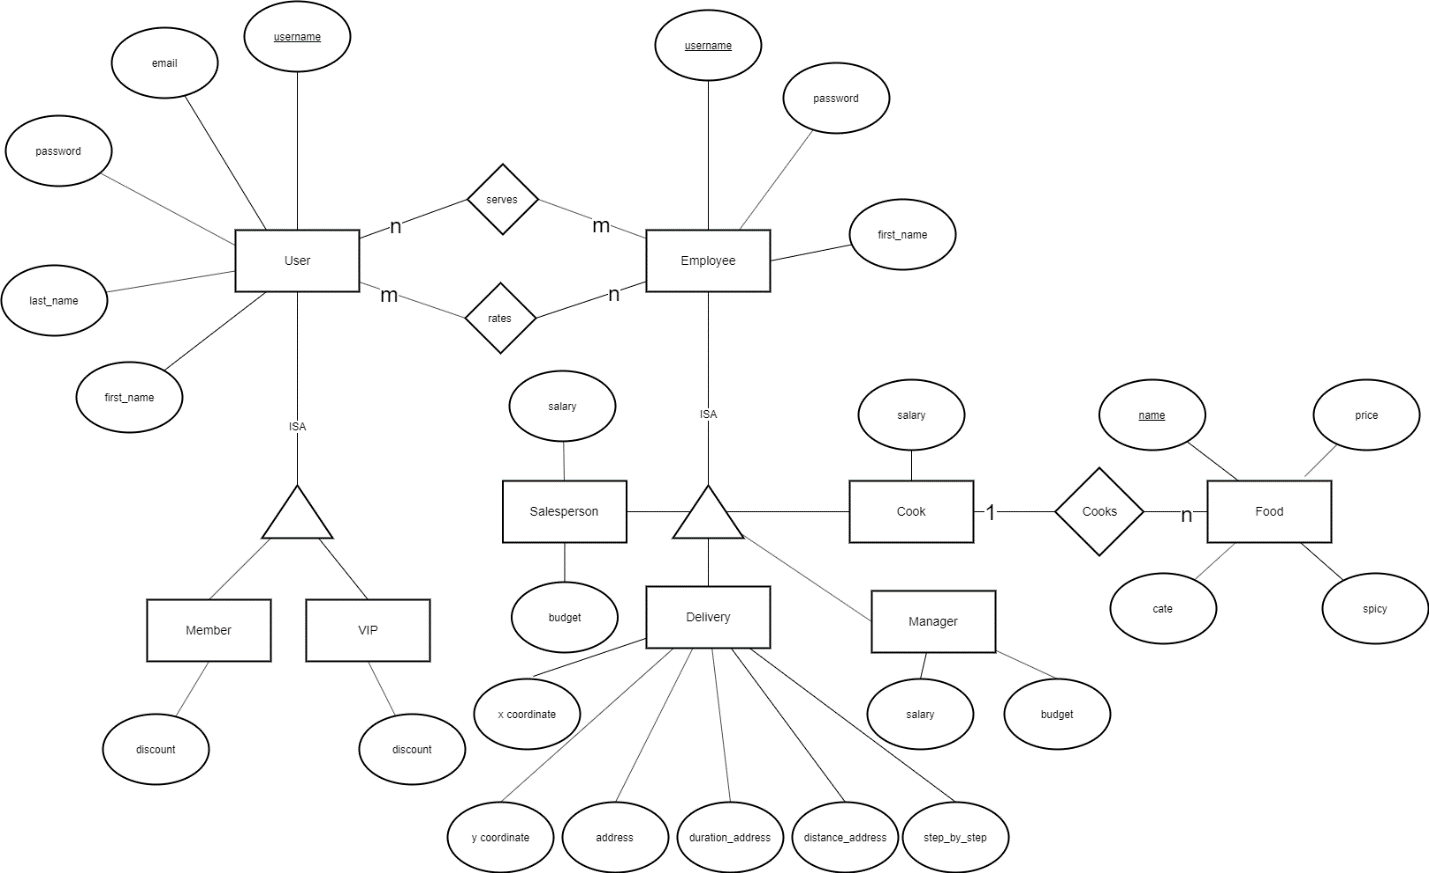 username
email
password
last_name
first_name
User
n
serves
m
m
rates
n
username
password
first_name
Employee
ISA
ISA
Member
VIP
discount
discount
salary
Salesperson
budget
salary
Cook
1
Cooks
n
Food
name
price
cate
spicy
Delivery
Manager
salary
budget
x coordinate
y coordinate
address
duration_address
distance_address
step_by_step